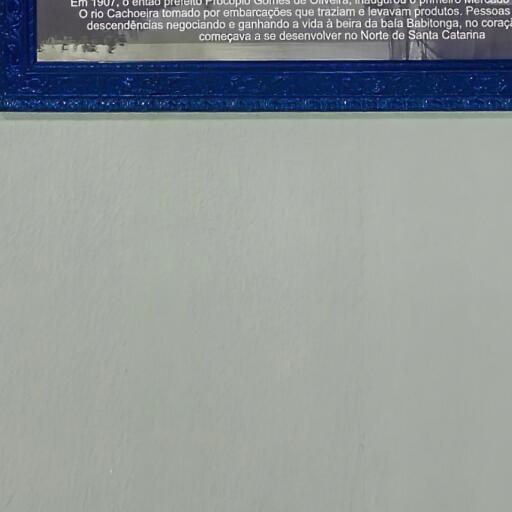 Em 1907, o então prefeito Procópio Gomes de Oliveira, inaugurou o primeiro Mercado
O rio Cachoeira tomado por embarcações que traziam e levavam produtos. Pessoas
descendências negociando e ganhando a vida à beira da baía Babitonga, no coraç
começava a se desenvolver no Norte de Santa Catarina